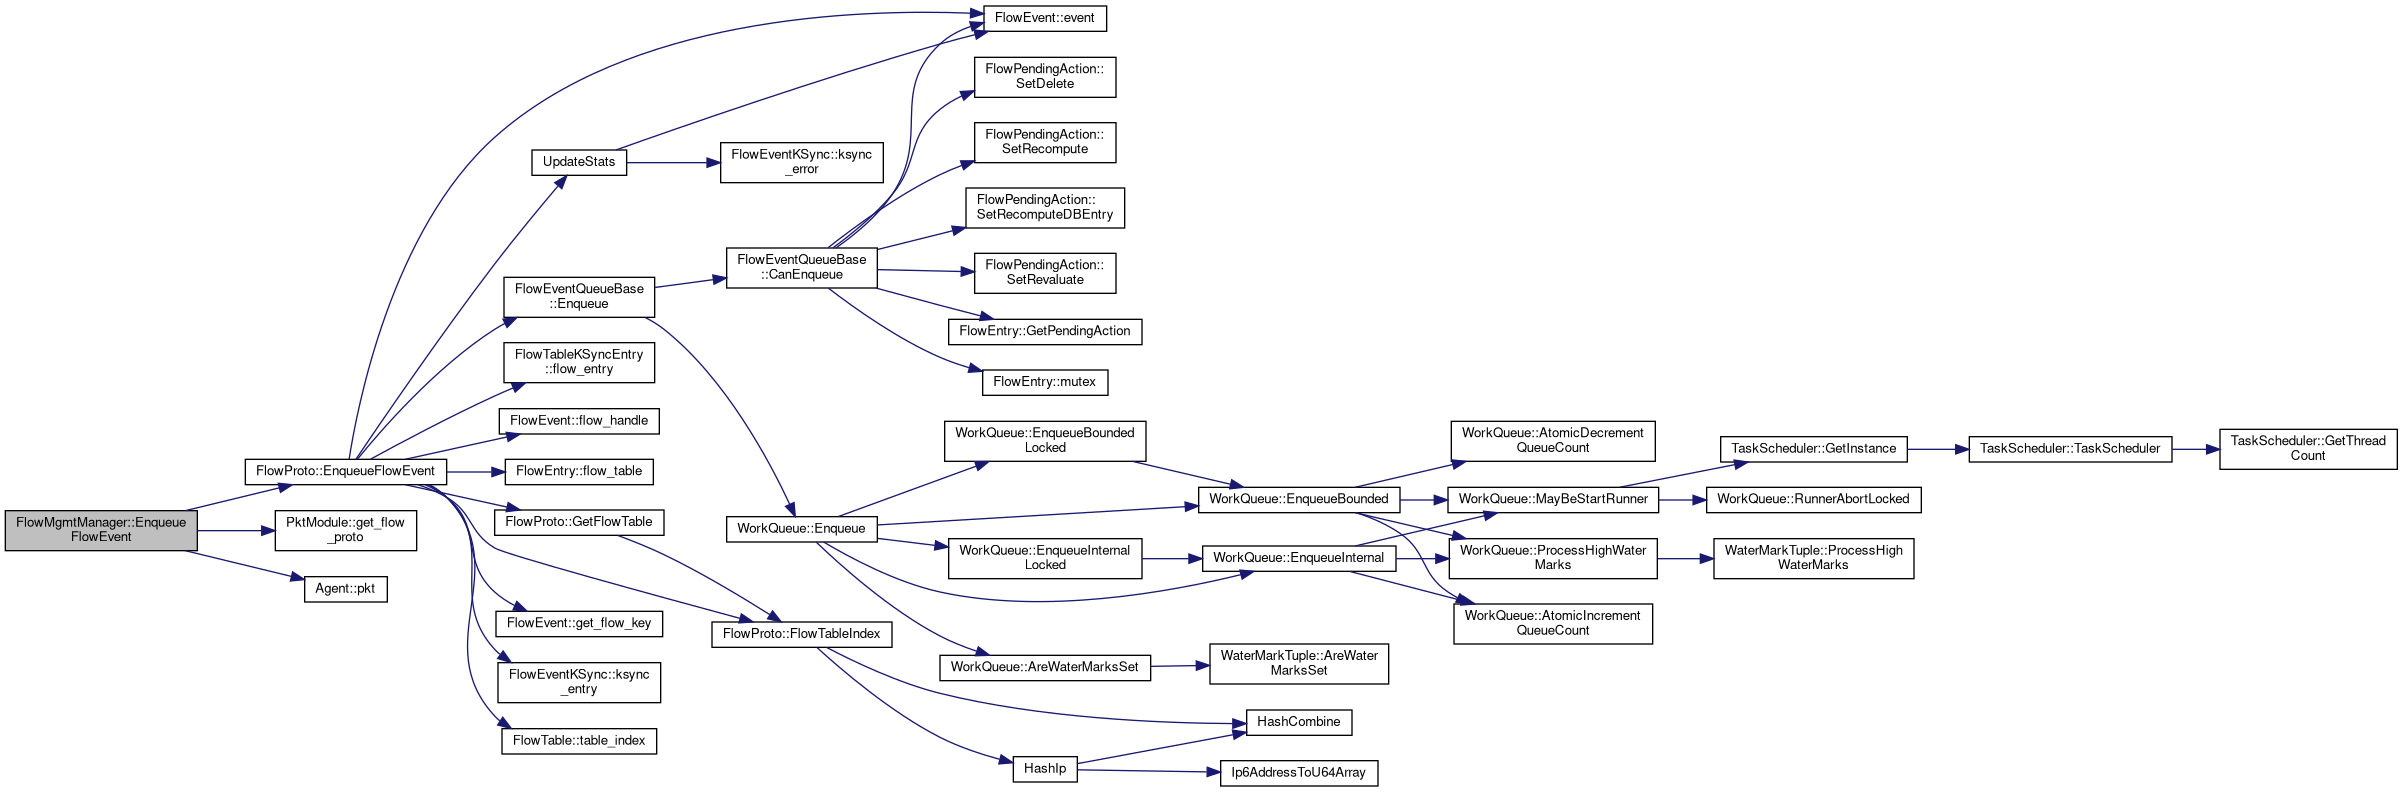 FlowMgmtManager::Enqueue
FlowEvent
FlowProto::EnqueueFlowEvent
PktModule::get_flow
_proto
Agent::pkt
UpdateStats
FlowEventQueueBase
::Enqueue
FlowTableKSyncEntry
::flow_entry
FlowEvent::flow_handle
FlowEntry::flow_table
FlowProto::GetFlowTable
FlowEvent::get_flow_key
FlowEventKSync::ksync
_entry
FlowTable::table_index
FlowEventKSync::ksync
_error
FlowEventQueueBase
::CanEnqueue
WorkQueue::Enqueue
FlowProto::FlowTableIndex
FlowEvent::event
FlowPendingAction::
SetDelete
FlowPendingAction::
SetRecompute
FlowPendingAction::
SetRecomputeDBEntry
FlowPendingAction::
SetRevaluate
FlowEntry::GetPendingAction
FlowEntry::mutex
WorkQueue::EnqueueBounded
Locked
WorkQueue::EnqueueInternal
Locked
WorkQueue::AreWaterMarksSet
HashIp
WorkQueue::EnqueueBounded
WorkQueue::EnqueueInternal
WaterMarkTuple::AreWater
MarksSet
HashCombine
Ip6AddressToU64Array
WorkQueue::AtomicDecrement
QueueCount
WorkQueue::MayBeStartRunner
WorkQueue::ProcessHighWater
Marks
WorkQueue::AtomicIncrement
QueueCount
TaskScheduler::GetInstance
WorkQueue::RunnerAbortLocked
WaterMarkTuple::ProcessHigh
WaterMarks
TaskScheduler::TaskScheduler
TaskScheduler::GetThread
Count